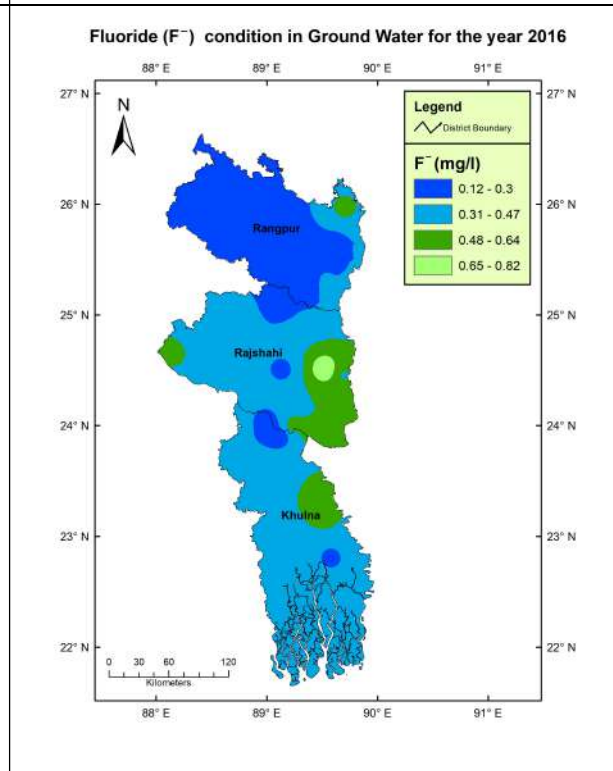 Fluoride (F⁻) condition in Ground Water for the year 2016
88° E 89° E 90° E 91° E
27° N 27° N
N
Legend
District Boundary
F⁻ (mg/l)
0.12 - 0.3
0.31 - 0.47
0.48 - 0.64
0.65 - 0.82
26° N 26° N
Rangpur
25° N 25° N
Rajshahi
24° N 24° N
23° N 23° N
Khulna
22° N 22° N
0 30 60 120
Kilometers
88° E 89° E 90° E 91° E